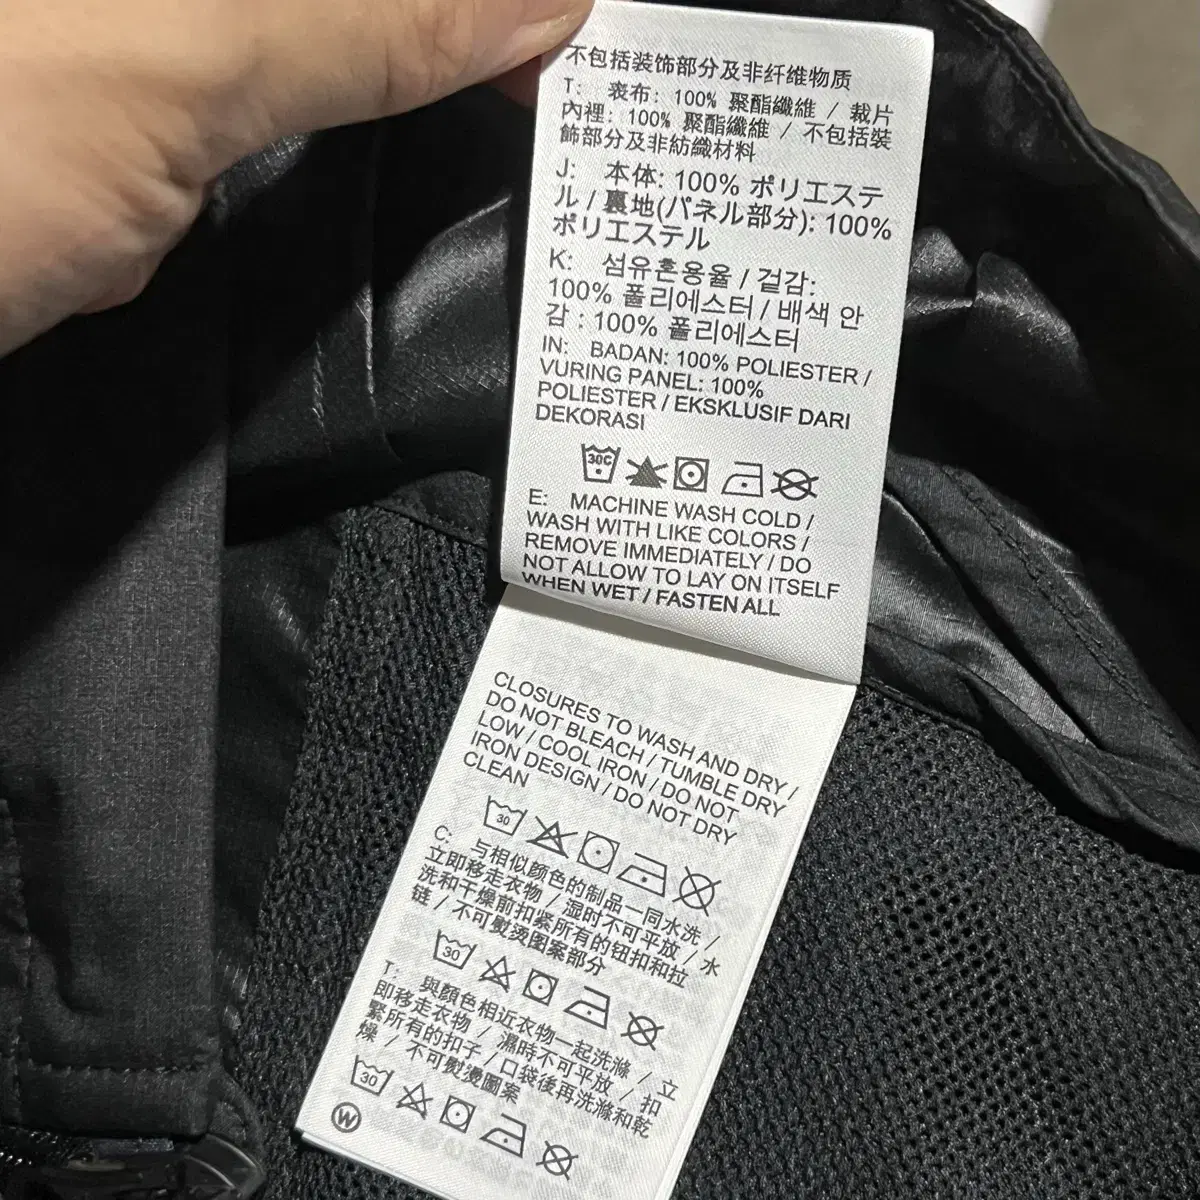 不包括装饰部分及非纤维物质
T: 表布: 100% 聚酯纖維 / 裁片
內裡: 100% 聚酯纖維 / 不包括裝
飾部分及非紡織材料
J: 本体: 100% ポリエステ
ル / 裏地(パネル部分): 100%
ポリエステル
K: 섬유혼용율 / 겉감:
100% 폴리에스터 / 배색 안
감 : 100% 폴리에스터
IN: BADAN: 100% POLIESTER /
VURING PANEL: 100%
POLIESTER / EKSKLUSIF DARI
DEKORASI
30C
E: MACHINE WASH COLD /
WASH WITH LIKE COLORS /
REMOVE IMMEDIATELY / DO
NOT ALLOW TO LAY ON ITSELF
WHEN WET / FASTEN ALL
CLOSURES TO WASH AND DRY /
DO NOT BLEACH / TUMBLE DRY
LOW / COOL IRON / DO NOT
IRON DESIGN / DO NOT DRY
CLEAN
30
C: 与相似颜色的制品一同水洗 /
立即移走衣物 / 湿时不可平放 / 水
洗和干燥前扣紧所有的钮扣和拉
链 / 不可熨烫图案部分
30
T: 與顏色相近衣物一起洗滌 / 立
即移走衣物 / 濕時不可平放 / 扣
緊所有的扣子 / 口袋後再洗滌和乾
燥 / 不可熨燙圖案
30
W